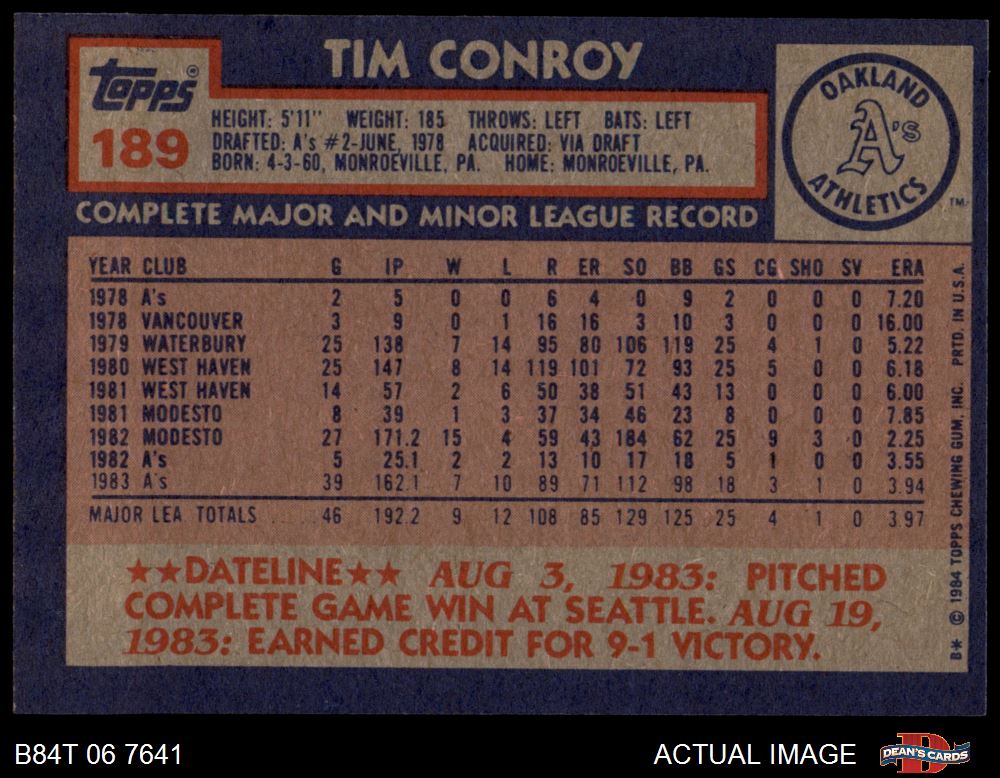 TIM CONROY
Topps®
189
HEIGHT: 5'11" WEIGHT: 185 THROWS: LEFT BATS: LEFT
DRAFTED: A's #2-JUNE, 1978 ACQUIRED: VIA DRAFT
BORN: 4-3-60, MONROEVILLE, PA. HOME: MONROEVILLE, PA.
OAKLAND
A's
ATHLETICS
TM
COMPLETE MAJOR AND MINOR LEAGUE RECORD
YEAR CLUB G IP W L R ER SO BB GS CG SHO SV ERA
1978 A's 2 5 0 0 6 4 0 9 2 0 0 0 7.20
1978 VANCOUVER 3 9 0 1 16 16 3 10 3 0 0 0 16.00
1979 WATERBURY 25 138 7 14 95 80 106 119 25 4 1 0 5.22
1980 WEST HAVEN 25 147 8 14 119 101 72 93 25 5 0 0 6.18
1981 WEST HAVEN 14 57 2 6 50 38 51 43 13 0 0 0 6.00
1981 MODESTO 8 39 1 3 37 34 46 23 8 0 0 0 7.85
1982 MODESTO 27 171.2 15 4 59 43 184 62 25 9 3 0 2.25
1982 A's 5 25.1 2 2 13 10 17 18 5 1 0 0 3.55
1983 A's 39 162.1 7 10 89 71 112 98 18 3 1 0 3.94
MAJOR LEA TOTALS 46 192.2 9 12 108 85 129 125 25 4 1 0 3.97
★★DATELINE★★ AUG 3, 1983: PITCHED
COMPLETE GAME WIN AT SEATTLE. AUG 19,
1983: EARNED CREDIT FOR 9-1 VICTORY.
B* © 1984 TOPPS CHEWING GUM, INC. PRTD. IN U.S.A.
B84T 06 7641
ACTUAL IMAGE
D
DEAN'S CARDS